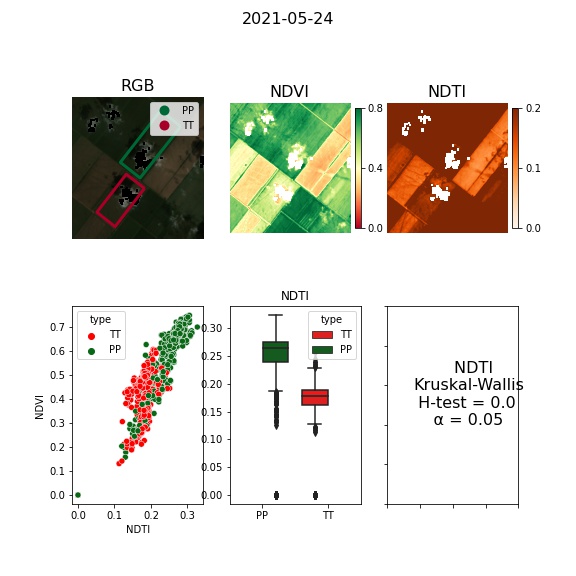 2021-05-24
RGB
PP
TT
NDVI
0.8
0.4
0.0
NDTI
0.2
0.1
0.0
type
TT
PP
0.7
0.6
0.5
0.4
0.3
0.2
0.1
0.0
NDVI
0.0
0.1
0.2
0.3
NDTI
NDTI
type
TT
PP
0.30
0.25
0.20
0.15
0.10
0.05
0.00
PP
TT
NDTI
Kruskal-Wallis
H-test = 0.0
α = 0.05